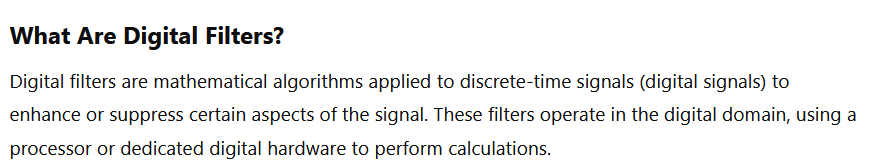 What Are Digital Filters?
Digital filters are mathematical algorithms applied to discrete-time signals (digital signals) to
enhance or suppress certain aspects of the signal. These filters operate in the digital domain, using a
processor or dedicated digital hardware to perform calculations.